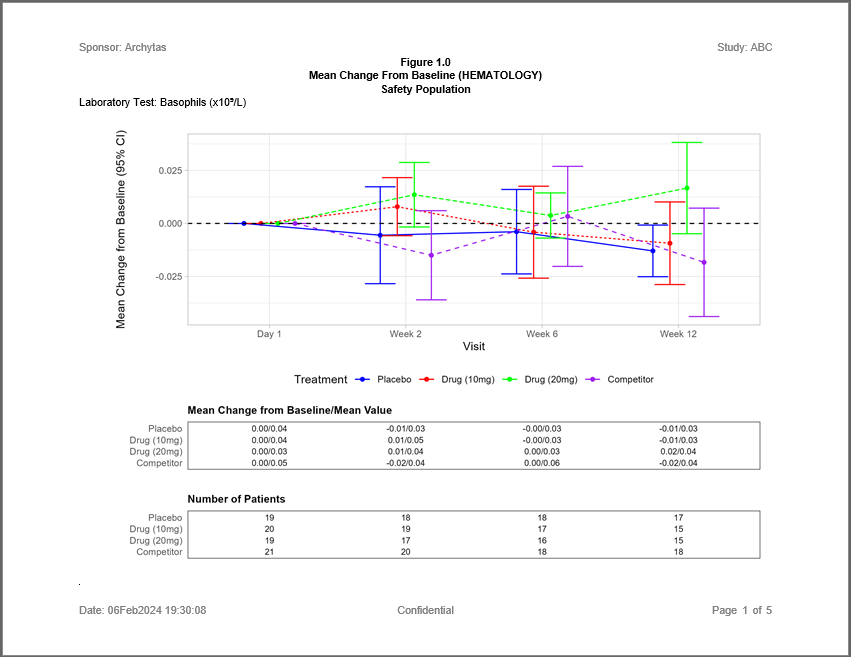 Sponsor: Archytas Study: ABC
Figure 1.0
Mean Change From Baseline (HEMATOLOGY)
Safety Population
Laboratory Test: Basophils (x10⁹/L)
Mean Change from Baseline (95% CI)
0.025
0.000
-0.025
Day 1 Week 2 Week 6 Week 12
Visit
Treatment Placebo Drug (10mg) Drug (20mg) Competitor
Mean Change from Baseline/Mean Value
Placebo 0.00/0.04 -0.01/0.03 -0.00/0.03 -0.01/0.03
Drug (10mg) 0.00/0.04 0.01/0.05 -0.00/0.03 -0.01/0.03
Drug (20mg) 0.00/0.03 0.01/0.04 0.00/0.03 0.02/0.04
Competitor 0.00/0.05 -0.02/0.04 0.00/0.06 -0.02/0.04
Number of Patients
Placebo 19 18 18 17
Drug (10mg) 20 19 17 15
Drug (20mg) 19 17 16 15
Competitor 21 20 18 18
.
Date: 06Feb2024 19:30:08 Confidential Page 1 of 5